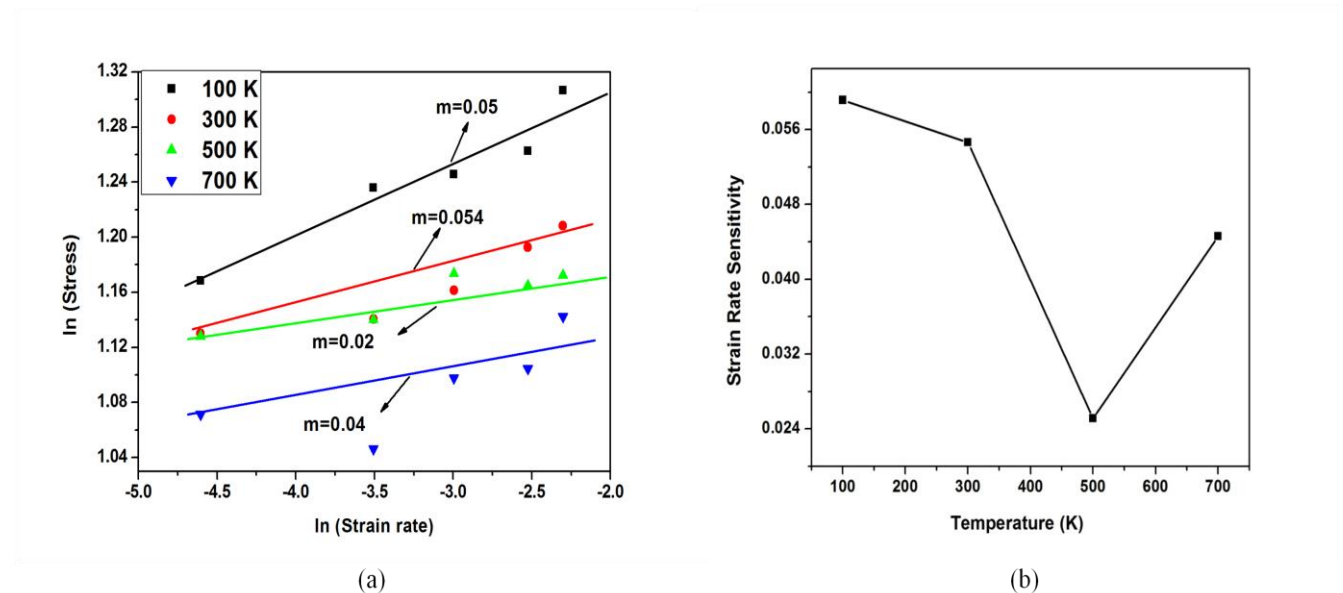 1.32
1.28
1.24
1.20
1.16
1.12
1.08
1.04
ln (Stress)
100 K
300 K
500 K
700 K
m=0.05
m=0.054
m=0.02
m=0.04
-5.0 -4.5 -4.0 -3.5 -3.0 -2.5 -2.0
ln (Strain rate)
(a)
0.056
0.048
0.040
0.032
0.024
Strain Rate Sensitivity
100 200 300 400 500 600 700
Temperature (K)
(b)